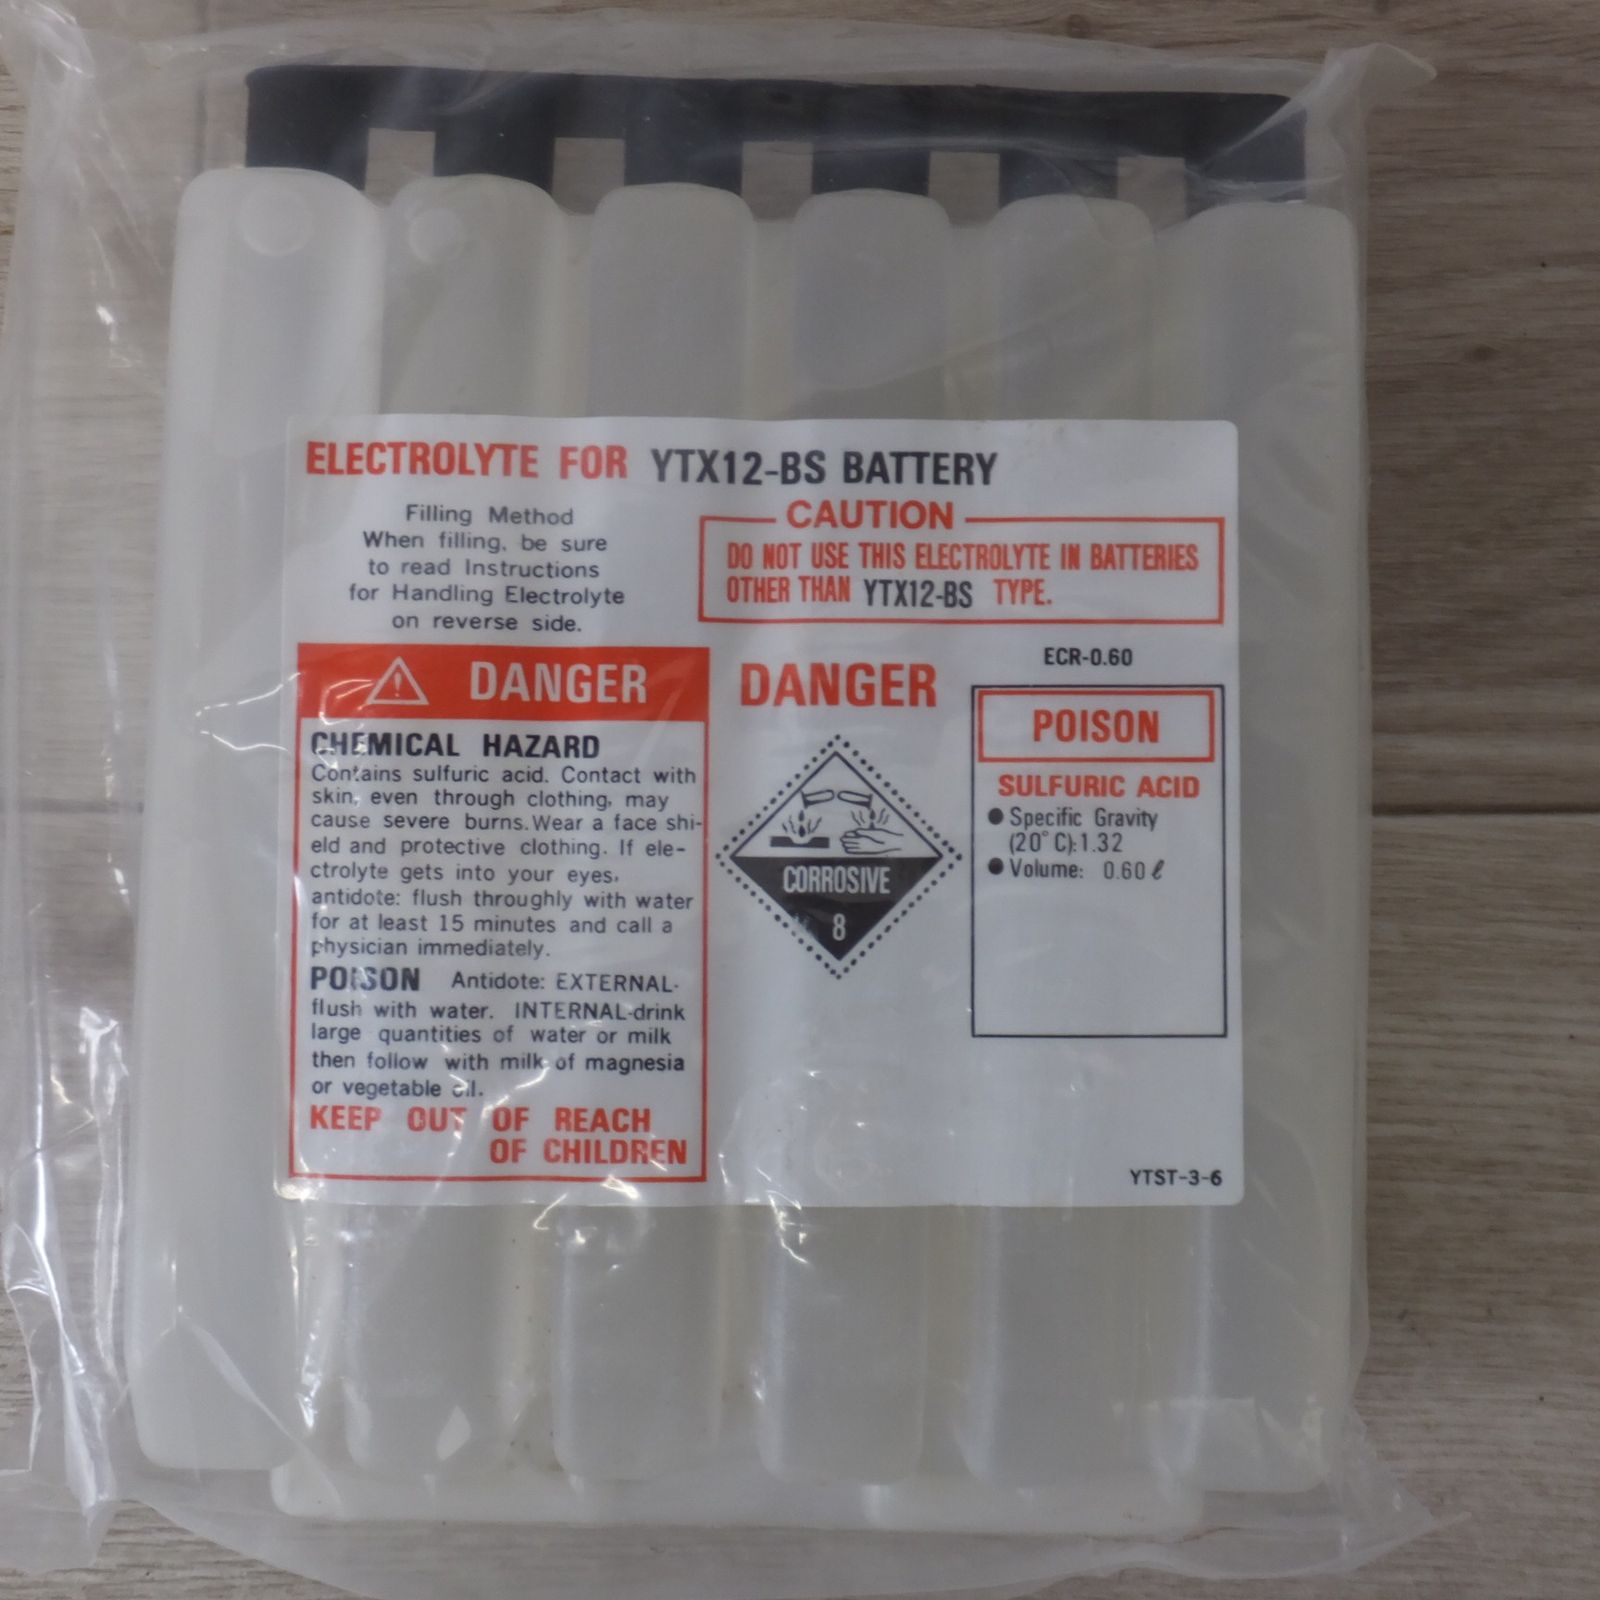 ELECTROLYTE FOR YTX12-BS BATTERY
Filling Method
When filling, be sure
to read Instructions
for Handling Electrolyte
on reverse side.
CAUTION
DO NOT USE THIS ELECTROLYTE IN BATTERIES
OTHER THAN YTX12-BS TYPE.
DANGER
CHEMICAL HAZARD
Contains sulfuric acid. Contact with
skin, even through clothing, may
cause severe burns. Wear a face shi-
eld and protective clothing. If ele-
ctrolyte gets into your eyes,
antidote: flush throughly with water
for at least 15 minutes and call a
physician immediately.
POISON Antidote: EXTERNAL-
flush with water. INTERNAL-drink
large quantities of water or milk
then follow with milk of magnesia
or vegetable oil.
KEEP OUT OF REACH
OF CHILDREN
DANGER
CORROSIVE
8
ECR-0.60
POISON
SULFURIC ACID
● Specific Gravity
(20°C):1.32
● Volume: 0.60 ℓ
YTST-3-6